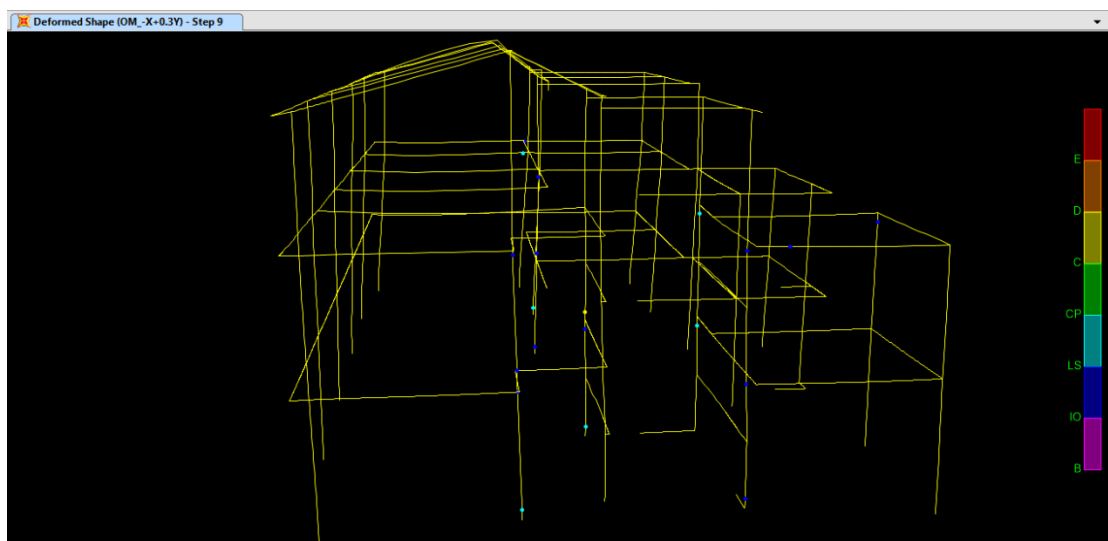 Deformed Shape (OM_-X+0.3Y) - Step 9
E
D
C
CP
LS
IO
B